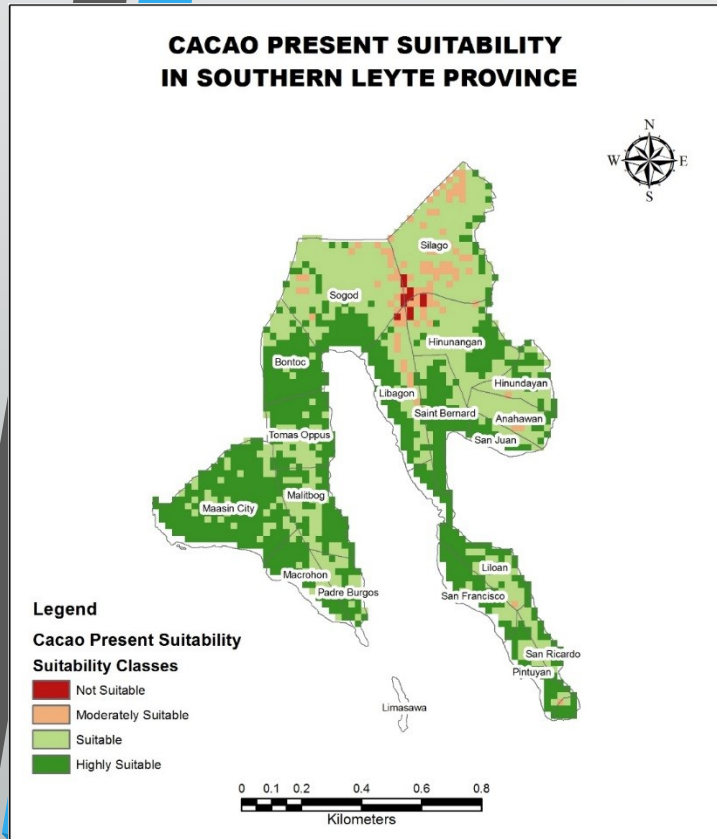 CACAO PRESENT SUITABILITY
IN SOUTHERN LEYTE PROVINCE
N
W
E
S
Silago
Sogod
Hinunangan
Bontoc
Hinundayan
Libagon
Anahawan
Saint Bernard
Tomas Oppus
San Juan
Malitbog
Maasin City
Liloan
Macrohon
Padre Burgos
San Francisco
San Ricardo
Pintuyan
Limasawa
Legend
Cacao Present Suitability
Suitability Classes
Not Suitable
Moderately Suitable
Suitable
Highly Suitable
0 0.1 0.2 0.4 0.6 0.8
Kilometers